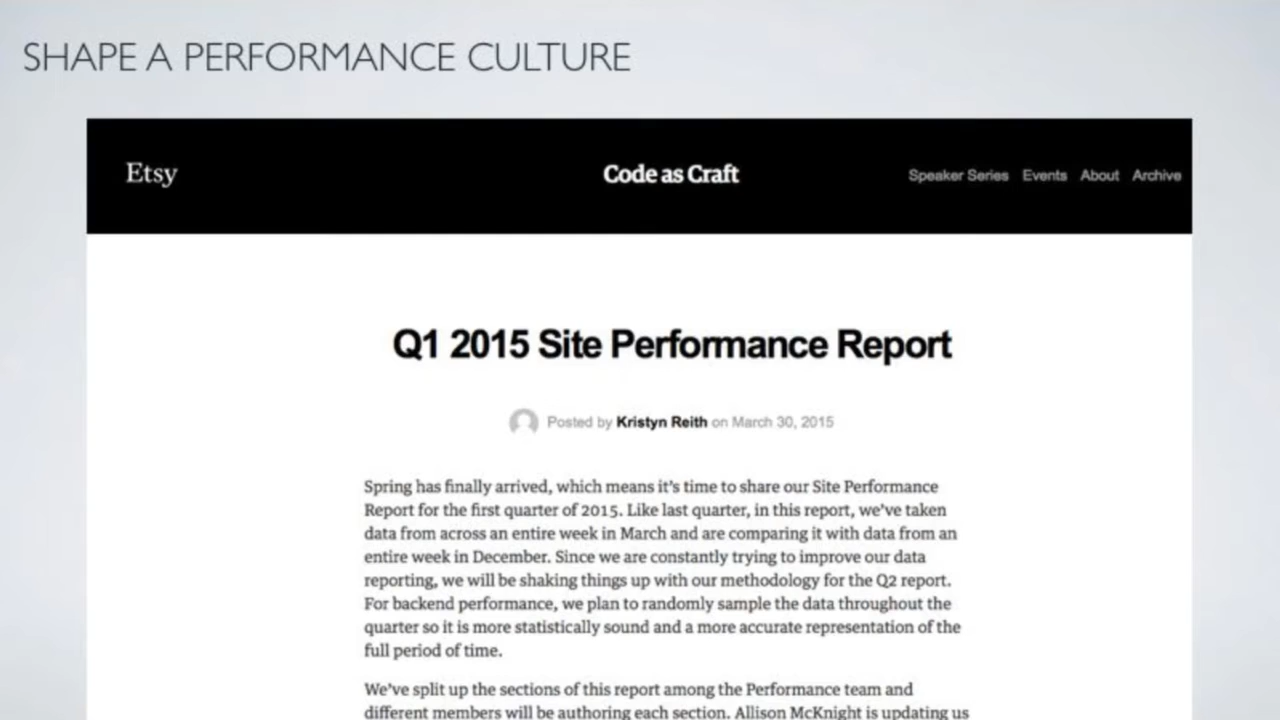 SHAPE A PERFORMANCE CULTURE
Etsy
Code as Craft
Speaker Series Events About Archive
Q1 2015 Site Performance Report
Posted by Kristyn Reith on March 30, 2015
Spring has finally arrived, which means it's time to share our Site Performance
Report for the first quarter of 2015. Like last quarter, in this report, we've taken
data from across an entire week in March and are comparing it with data from an
entire week in December. Since we are constantly trying to improve our data
reporting, we will be shaking things up with our methodology for the Q2 report.
For backend performance, we plan to randomly sample the data throughout the
quarter so it is more statistically sound and a more accurate representation of the
full period of time.
We've split up the sections of this report among the Performance team and
different members will be authoring each section. Allison McKnight is updating us